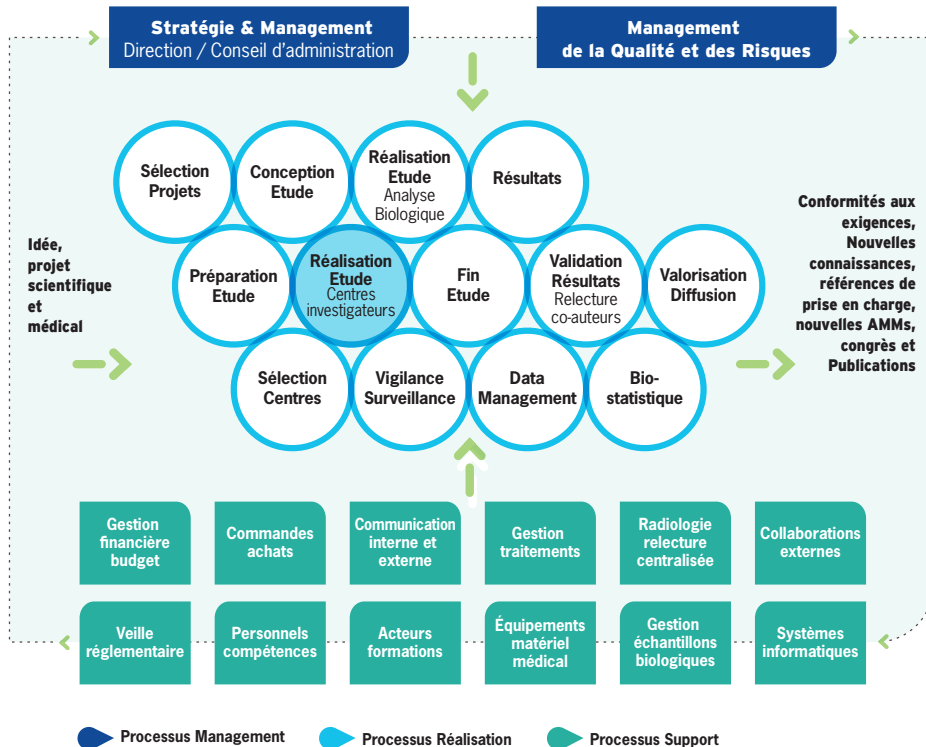 Stratégie & Management
Direction / Conseil d'administration
Management
de la Qualité et des Risques
Sélection
Projets
Conception
Etude
Réalisation
Etude
Analyse
Biologique
Résultats
Idée,
projet
scientifique
et
médical
Préparation
Etude
Réalisation
Etude
Centres
investigateurs
Fin
Etude
Validation
Résultats
Relecture
co-auteurs
Valorisation
Diffusion
Conformités aux
exigences,
Nouvelles
connaissances,
références de
prise en charge,
nouvelles AMMs,
congrès et
Publications
Sélection
Centres
Vigilance
Surveillance
Data
Management
Bio-
statistique
Gestion
financière
budget
Commandes
achats
Communication
interne et
externe
Gestion
traitements
Radiologie
relecture
centralisée
Collaborations
externes
Veille
réglementaire
Personnels
compétences
Acteurs
formations
Équipements
matériel
médical
Gestion
échantillons
biologiques
Systèmes
informatiques
Processus Management
Processus Réalisation
Processus Support